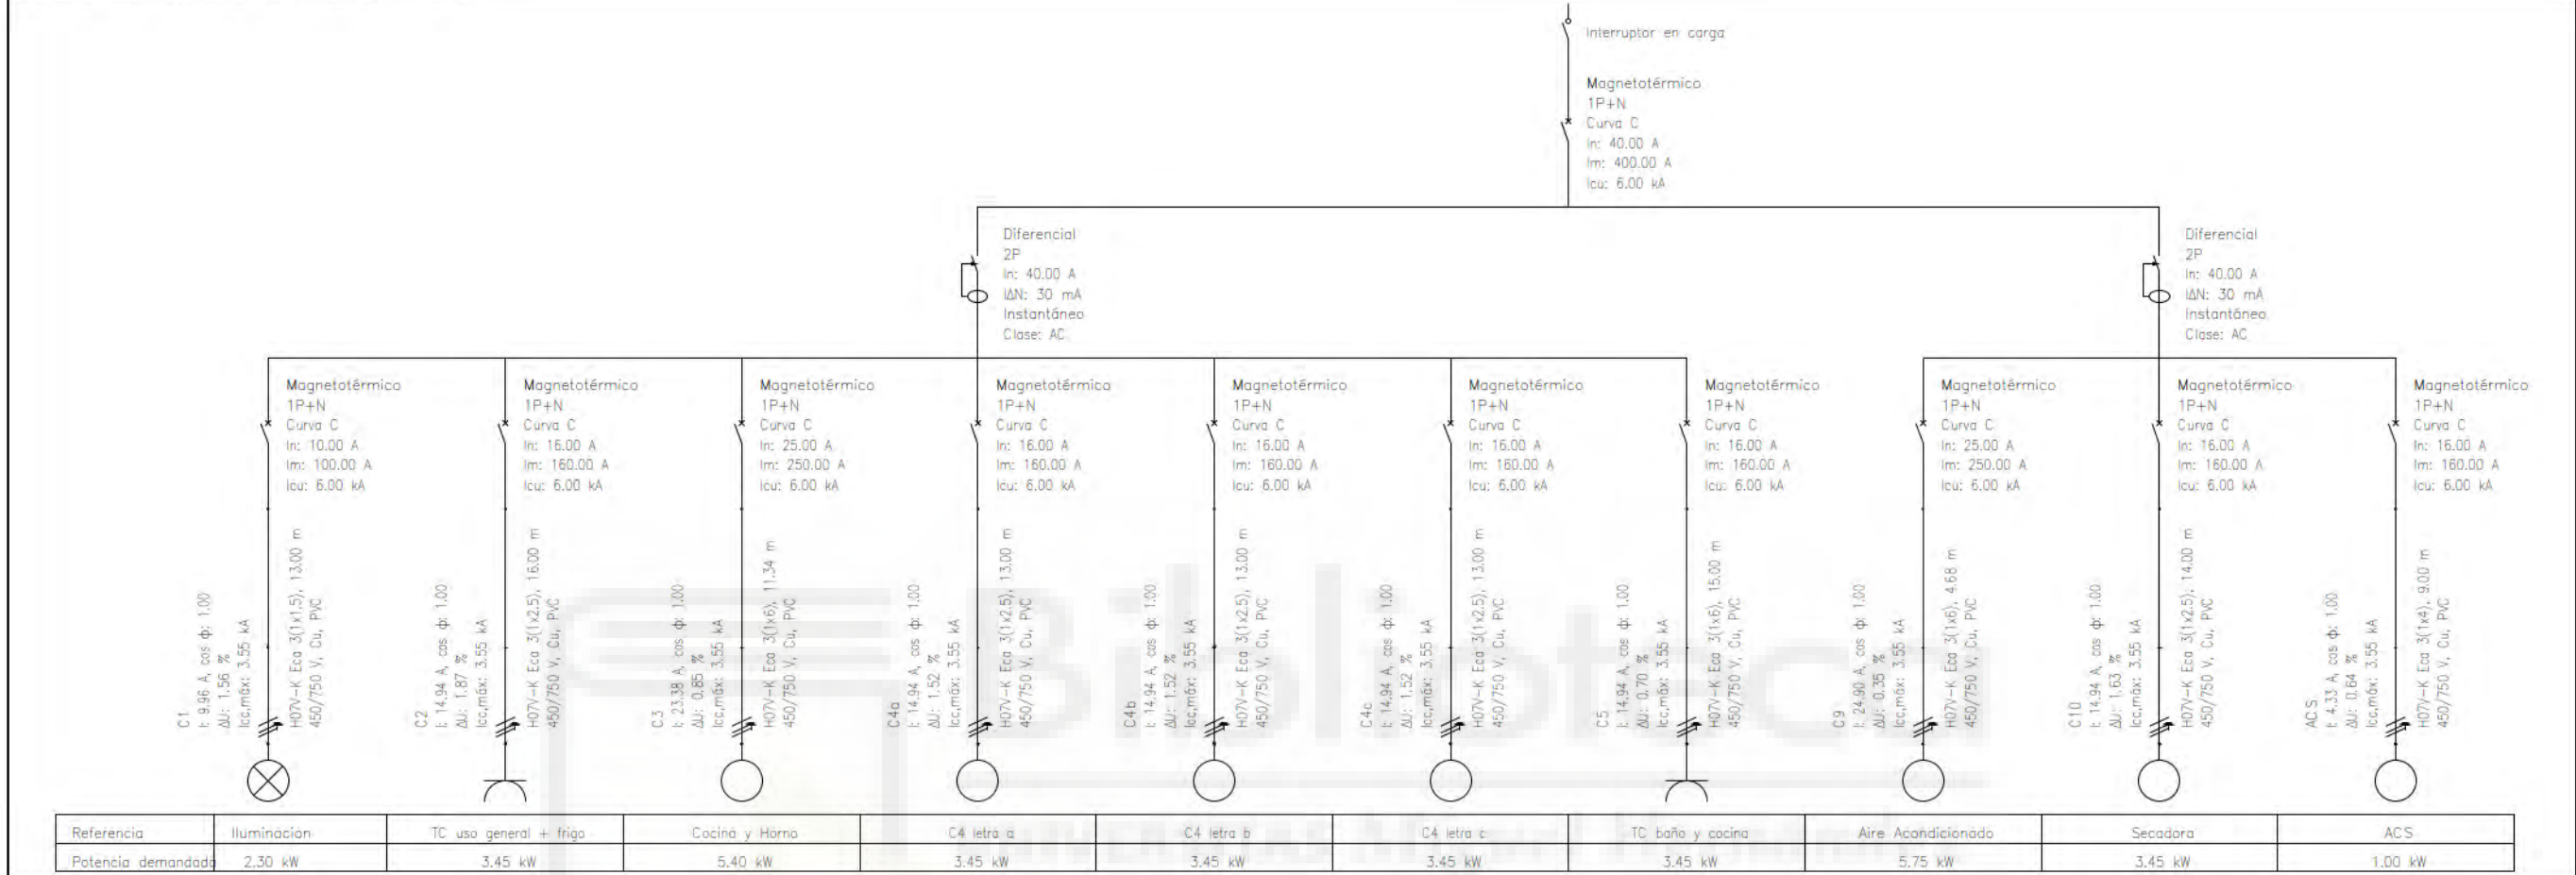 Interruptor en carga
Magnetotérmico
1P+N
Curva C
In: 40.00 A
Im: 400.00 A
Icu: 6.00 kA
Diferencial
2P
In: 40.00 A
IΔN: 30 mA
Instantáneo
Clase: AC
Diferencial
2P
In: 40.00 A
IΔN: 30 mA
Instantáneo
Clase: AC
Magnetotérmico
1P+N
Curva C
In: 10.00 A
Im: 100.00 A
Icu: 6.00 kA
Magnetotérmico
1P+N
Curva C
In: 16.00 A
Im: 160.00 A
Icu: 6.00 kA
Magnetotérmico
1P+N
Curva C
In: 25.00 A
Im: 250.00 A
Icu: 6.00 kA
Magnetotérmico
1P+N
Curva C
In: 16.00 A
Im: 160.00 A
Icu: 6.00 kA
Magnetotérmico
1P+N
Curva C
In: 16.00 A
Im: 160.00 A
Icu: 6.00 kA
Magnetotérmico
1P+N
Curva C
In: 16.00 A
Im: 160.00 A
Icu: 6.00 kA
Magnetotérmico
1P+N
Curva C
In: 16.00 A
Im: 160.00 A
Icu: 6.00 kA
Magnetotérmico
1P+N
Curva C
In: 25.00 A
Im: 250.00 A
Icu: 6.00 kA
Magnetotérmico
1P+N
Curva C
In: 16.00 A
Im: 160.00 A
Icu: 6.00 kA
Magnetotérmico
1P+N
Curva C
In: 16.00 A
Im: 160.00 A
Icu: 6.00 kA
C1
I: 9.96 A, cos ϕ: 1.00
ΔU: 1.56 %
Icc,máx: 3.55 kA
H07V-K Eca 3(1x1.5), 13.00 m
450/750 V, Cu, PVC
C2
I: 14.94 A, cos ϕ: 1.00
ΔU: 1.87 %
Icc,máx: 3.55 kA
H07V-K Eca 3(1x2.5), 16.00 m
450/750 V, Cu, PVC
C3
I: 23.38 A, cos ϕ: 1.00
ΔU: 0.85 %
Icc,máx: 3.55 kA
H07V-K Eca 3(1x6), 11.34 m
450/750 V, Cu, PVC
C4a
I: 14.94 A, cos ϕ: 1.00
ΔU: 1.52 %
Icc,máx: 3.55 kA
H07V-K Eca 3(1x2.5), 13.00 m
450/750 V, Cu, PVC
C4b
I: 14.94 A, cos ϕ: 1.00
ΔU: 1.52 %
Icc,máx: 3.55 kA
H07V-K Eca 3(1x2.5), 13.00 m
450/750 V, Cu, PVC
C4c
I: 14.94 A, cos ϕ: 1.00
ΔU: 1.52 %
Icc,máx: 3.55 kA
H07V-K Eca 3(1x2.5), 13.00 m
450/750 V, Cu, PVC
C5
I: 14.94 A, cos ϕ: 1.00
ΔU: 0.70 %
Icc,máx: 3.55 kA
H07V-K Eca 3(1x6), 15.00 m
450/750 V, Cu, PVC
C9
I: 24.90 A, cos ϕ: 1.00
ΔU: 0.35 %
Icc,máx: 3.55 kA
H07V-K Eca 3(1x6), 4.68 m
450/750 V, Cu, PVC
C10
I: 14.94 A, cos ϕ: 1.00
ΔU: 1.63 %
Icc,máx: 3.55 kA
H07V-K Eca 3(1x2.5), 14.00 m
450/750 V, Cu, PVC
ACS
I: 4.33 A, cos ϕ: 1.00
ΔU: 0.64 %
Icc,máx: 3.55 kA
H07V-K Eca 3(1x4), 9.00 m
450/750 V, Cu, PVC
Biblioteca
Referencia Iluminación TC uso general + frigo Cocina y Horno C4 letra a C4 letra b C4 letra c TC baño y cocina Aire Acondicionado Secadora ACS
Potencia demandada 2.30 kW 3.45 kW 5.40 kW 3.45 kW 3.45 kW 3.45 kW 3.45 kW 5.75 kW 3.45 kW 1.00 kW